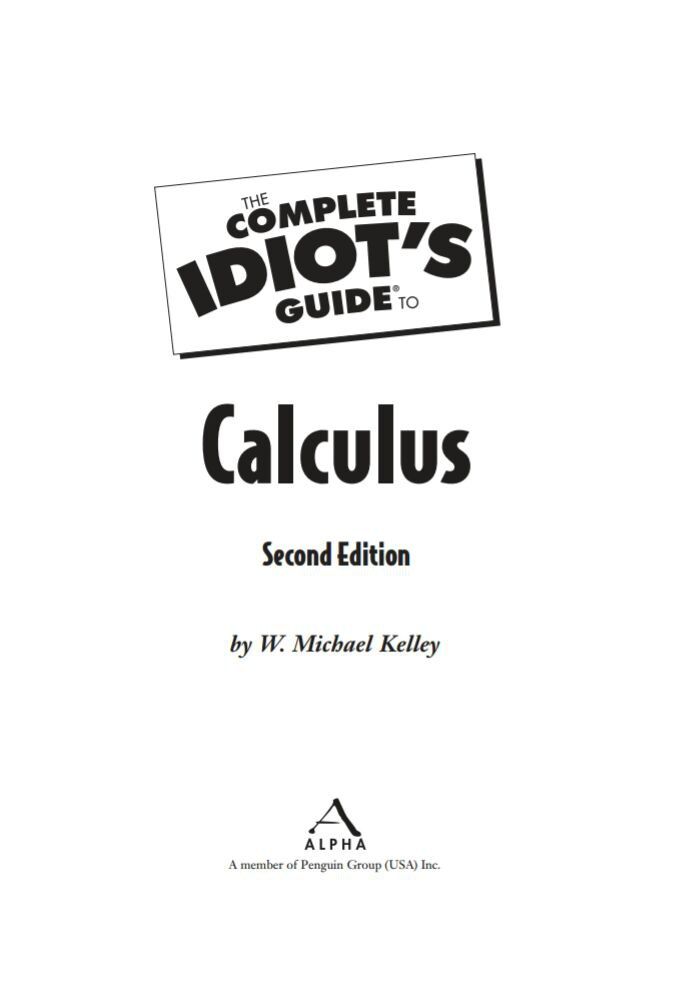 THE
COMPLETE
IDIOT'S
GUIDE® TO
Calculus
Second Edition
by W. Michael Kelley
ALPHA
A member of Penguin Group (USA) Inc.